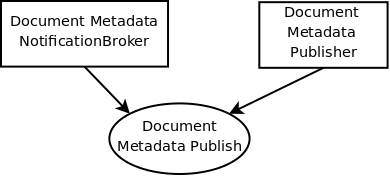 Document Metadata
NotificationBroker
Document
Metadata
Publisher
Document
Metadata Publish